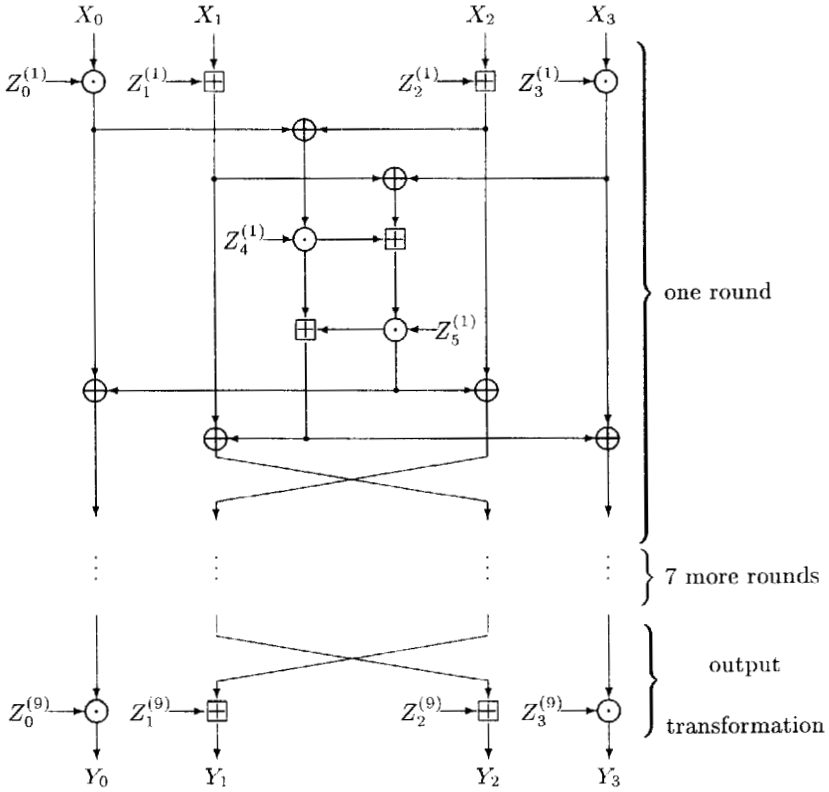 X₀ X₁ X₂ X₃
Z₀⁽¹⁾ Z₁⁽¹⁾ Z₂⁽¹⁾ Z₃⁽¹⁾
Z₄⁽¹⁾
one round
Z₅⁽¹⁾
7 more rounds
output
transformation
Z₀⁽⁹⁾ Z₁⁽⁹⁾ Z₂⁽⁹⁾ Z₃⁽⁹⁾
Y₀ Y₁ Y₂ Y₃